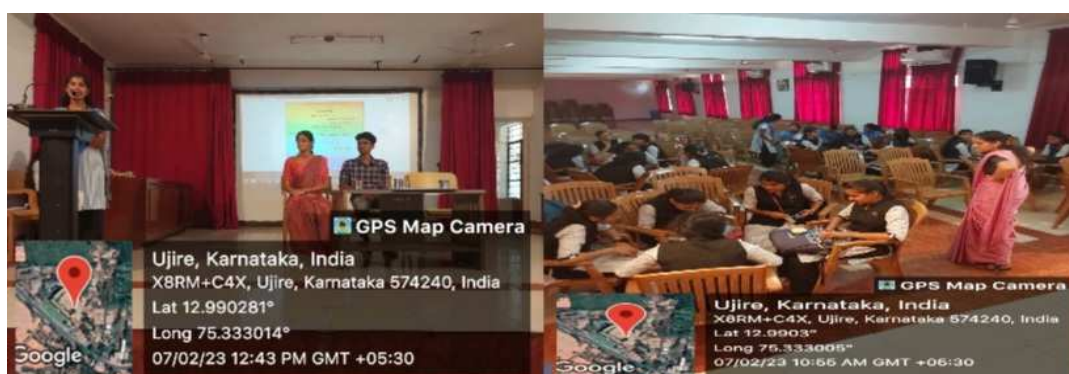 GPS Map Camera
Ujire, Karnataka, India
X8RM+C4X, Ujire, Karnataka 574240, India
Lat 12.990281°
Long 75.333014°
07/02/23 12:43 PM GMT +05:30
Google
GPS Map Camera
Ujire, Karnataka, India
X8RM+C4X, Ujire, Karnataka 574240, India
Lat 12.9903°
Long 75.333005°
07/02/23 10:55 AM GMT +05:30
Google